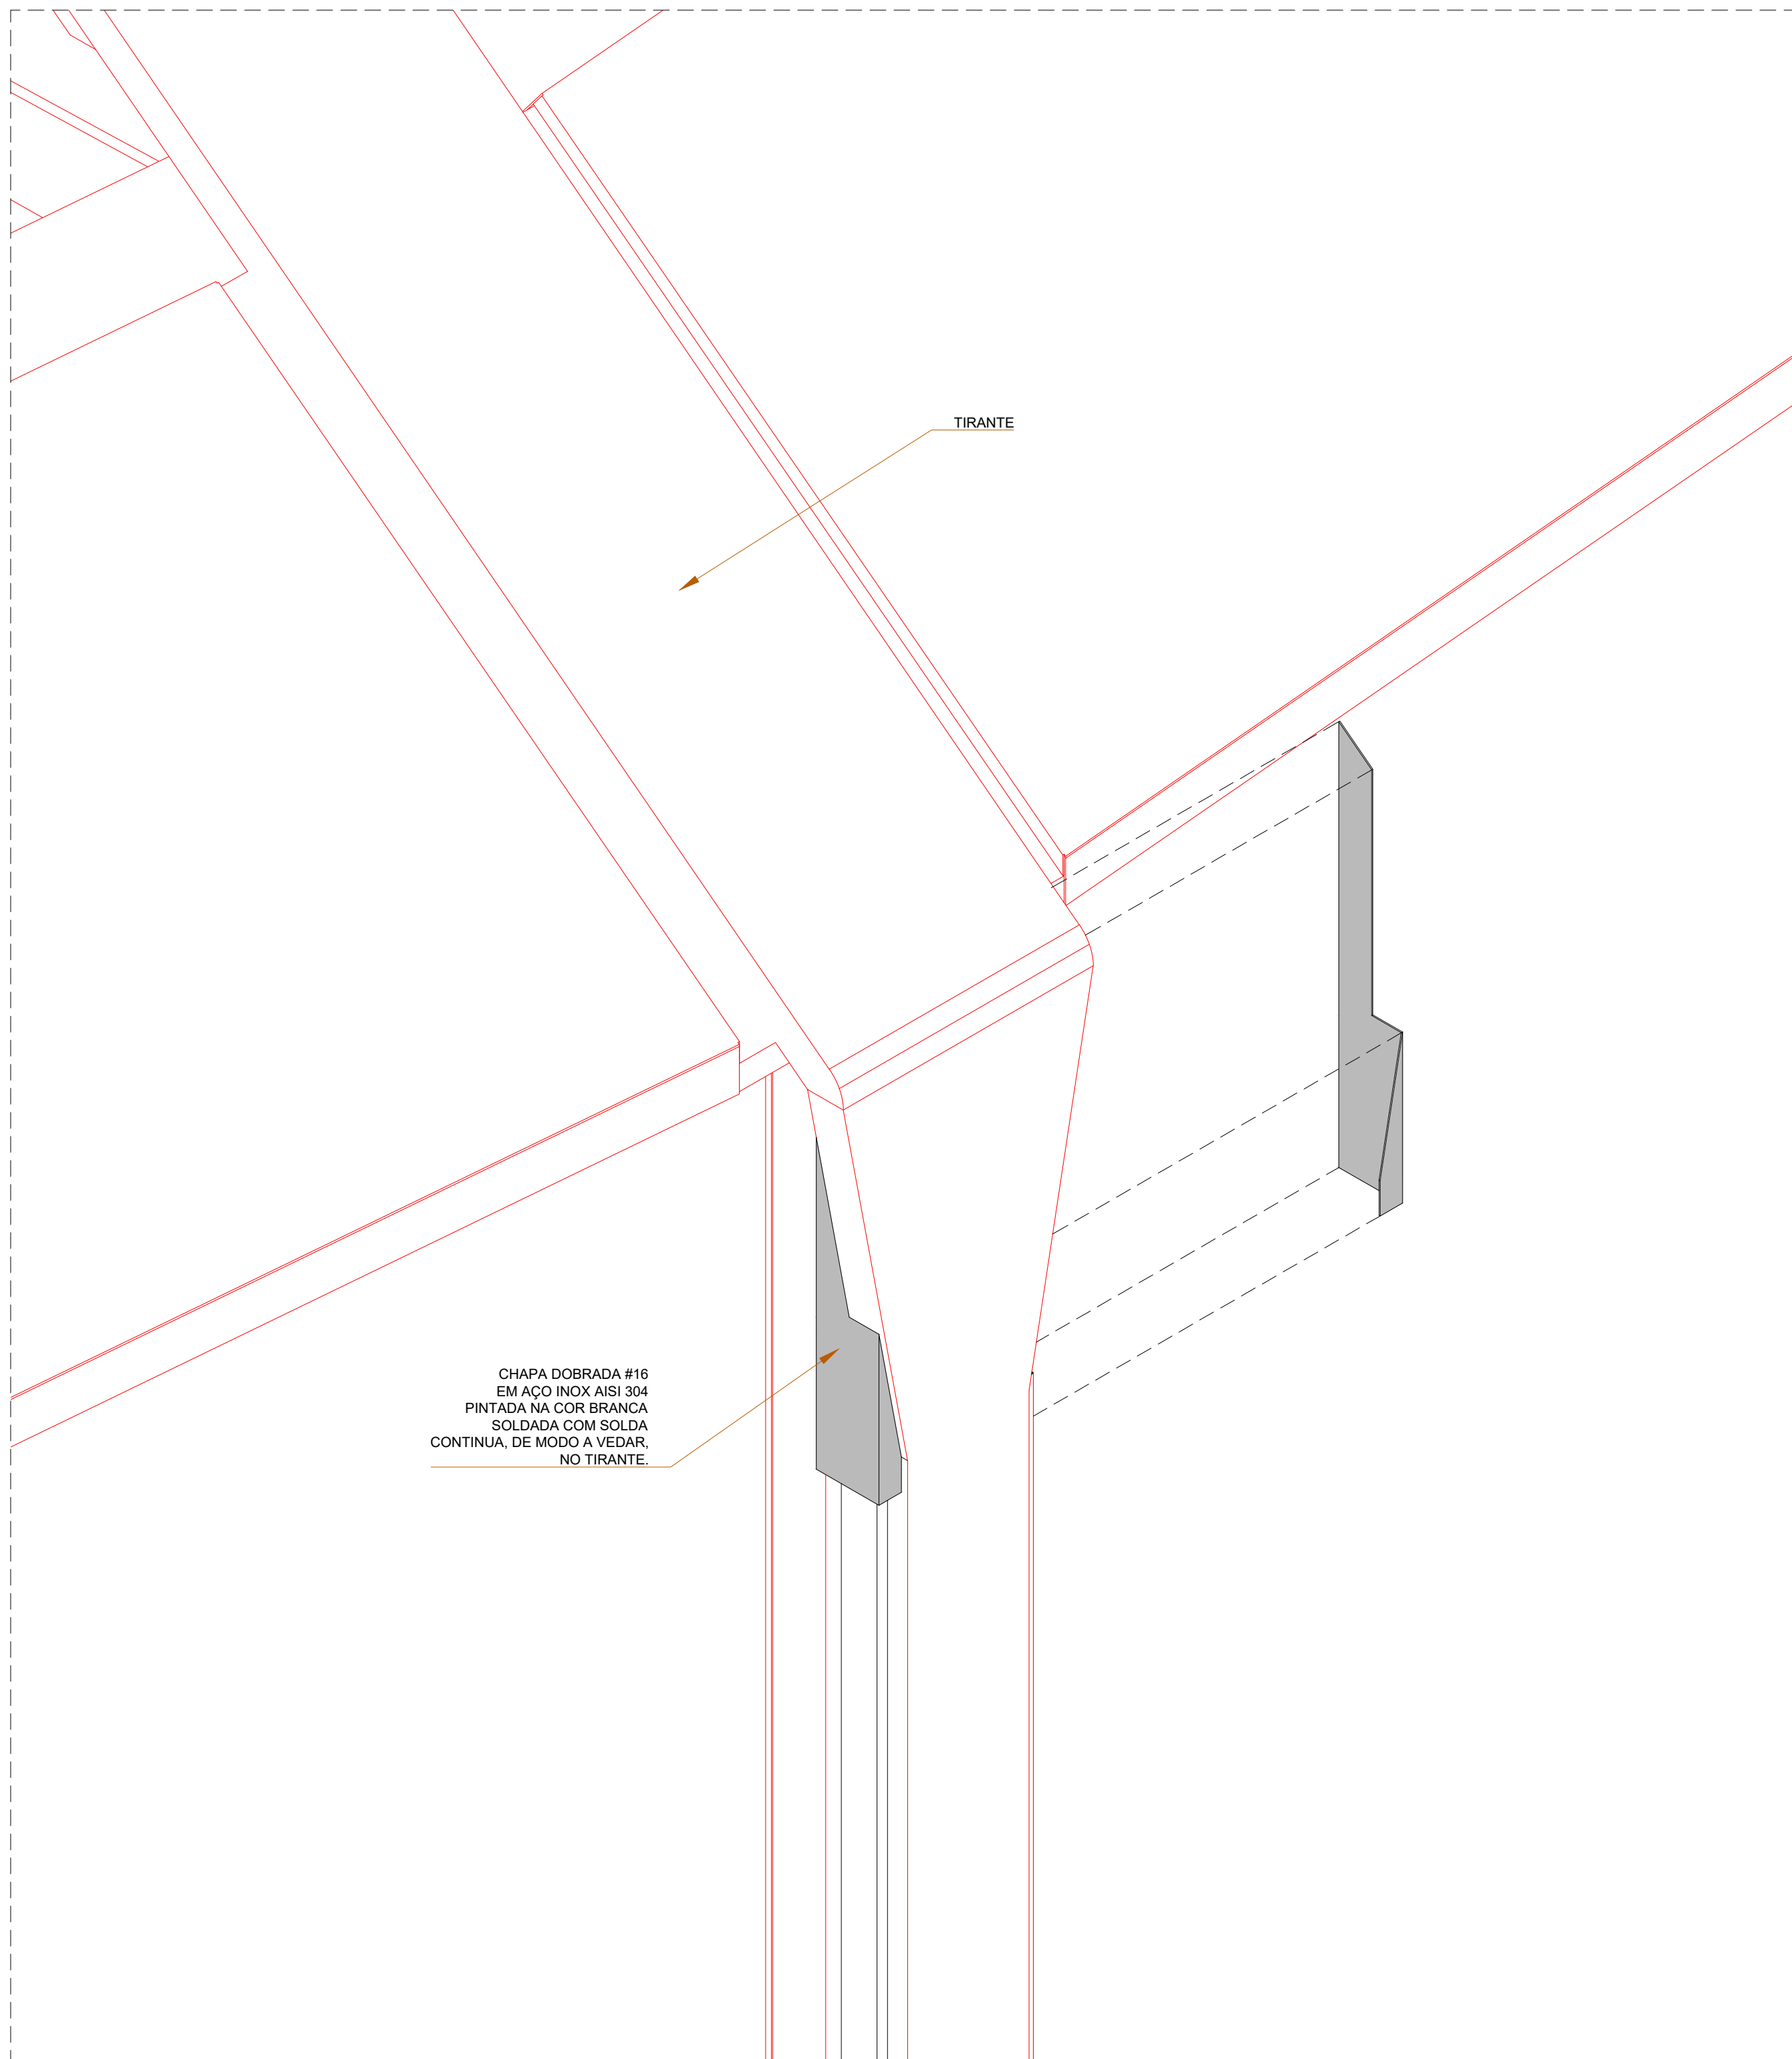 TIRANTE
CHAPA DOBRADA #16
EM AÇO INOX AISI 304
PINTADA NA COR BRANCA
SOLDADA COM SOLDA
CONTINUA, DE MODO A VEDAR,
NO TIRANTE.